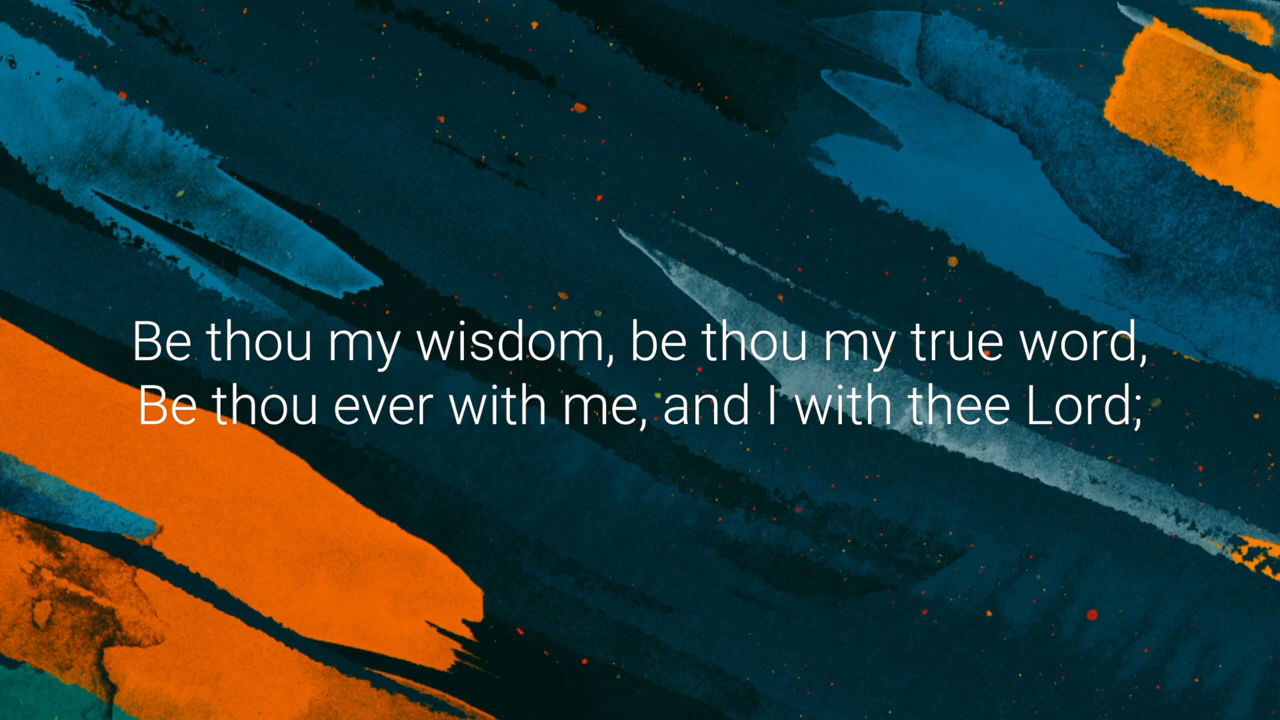 Be thou my wisdom, be thou my true word,
Be thou ever with me, and I with thee Lord;